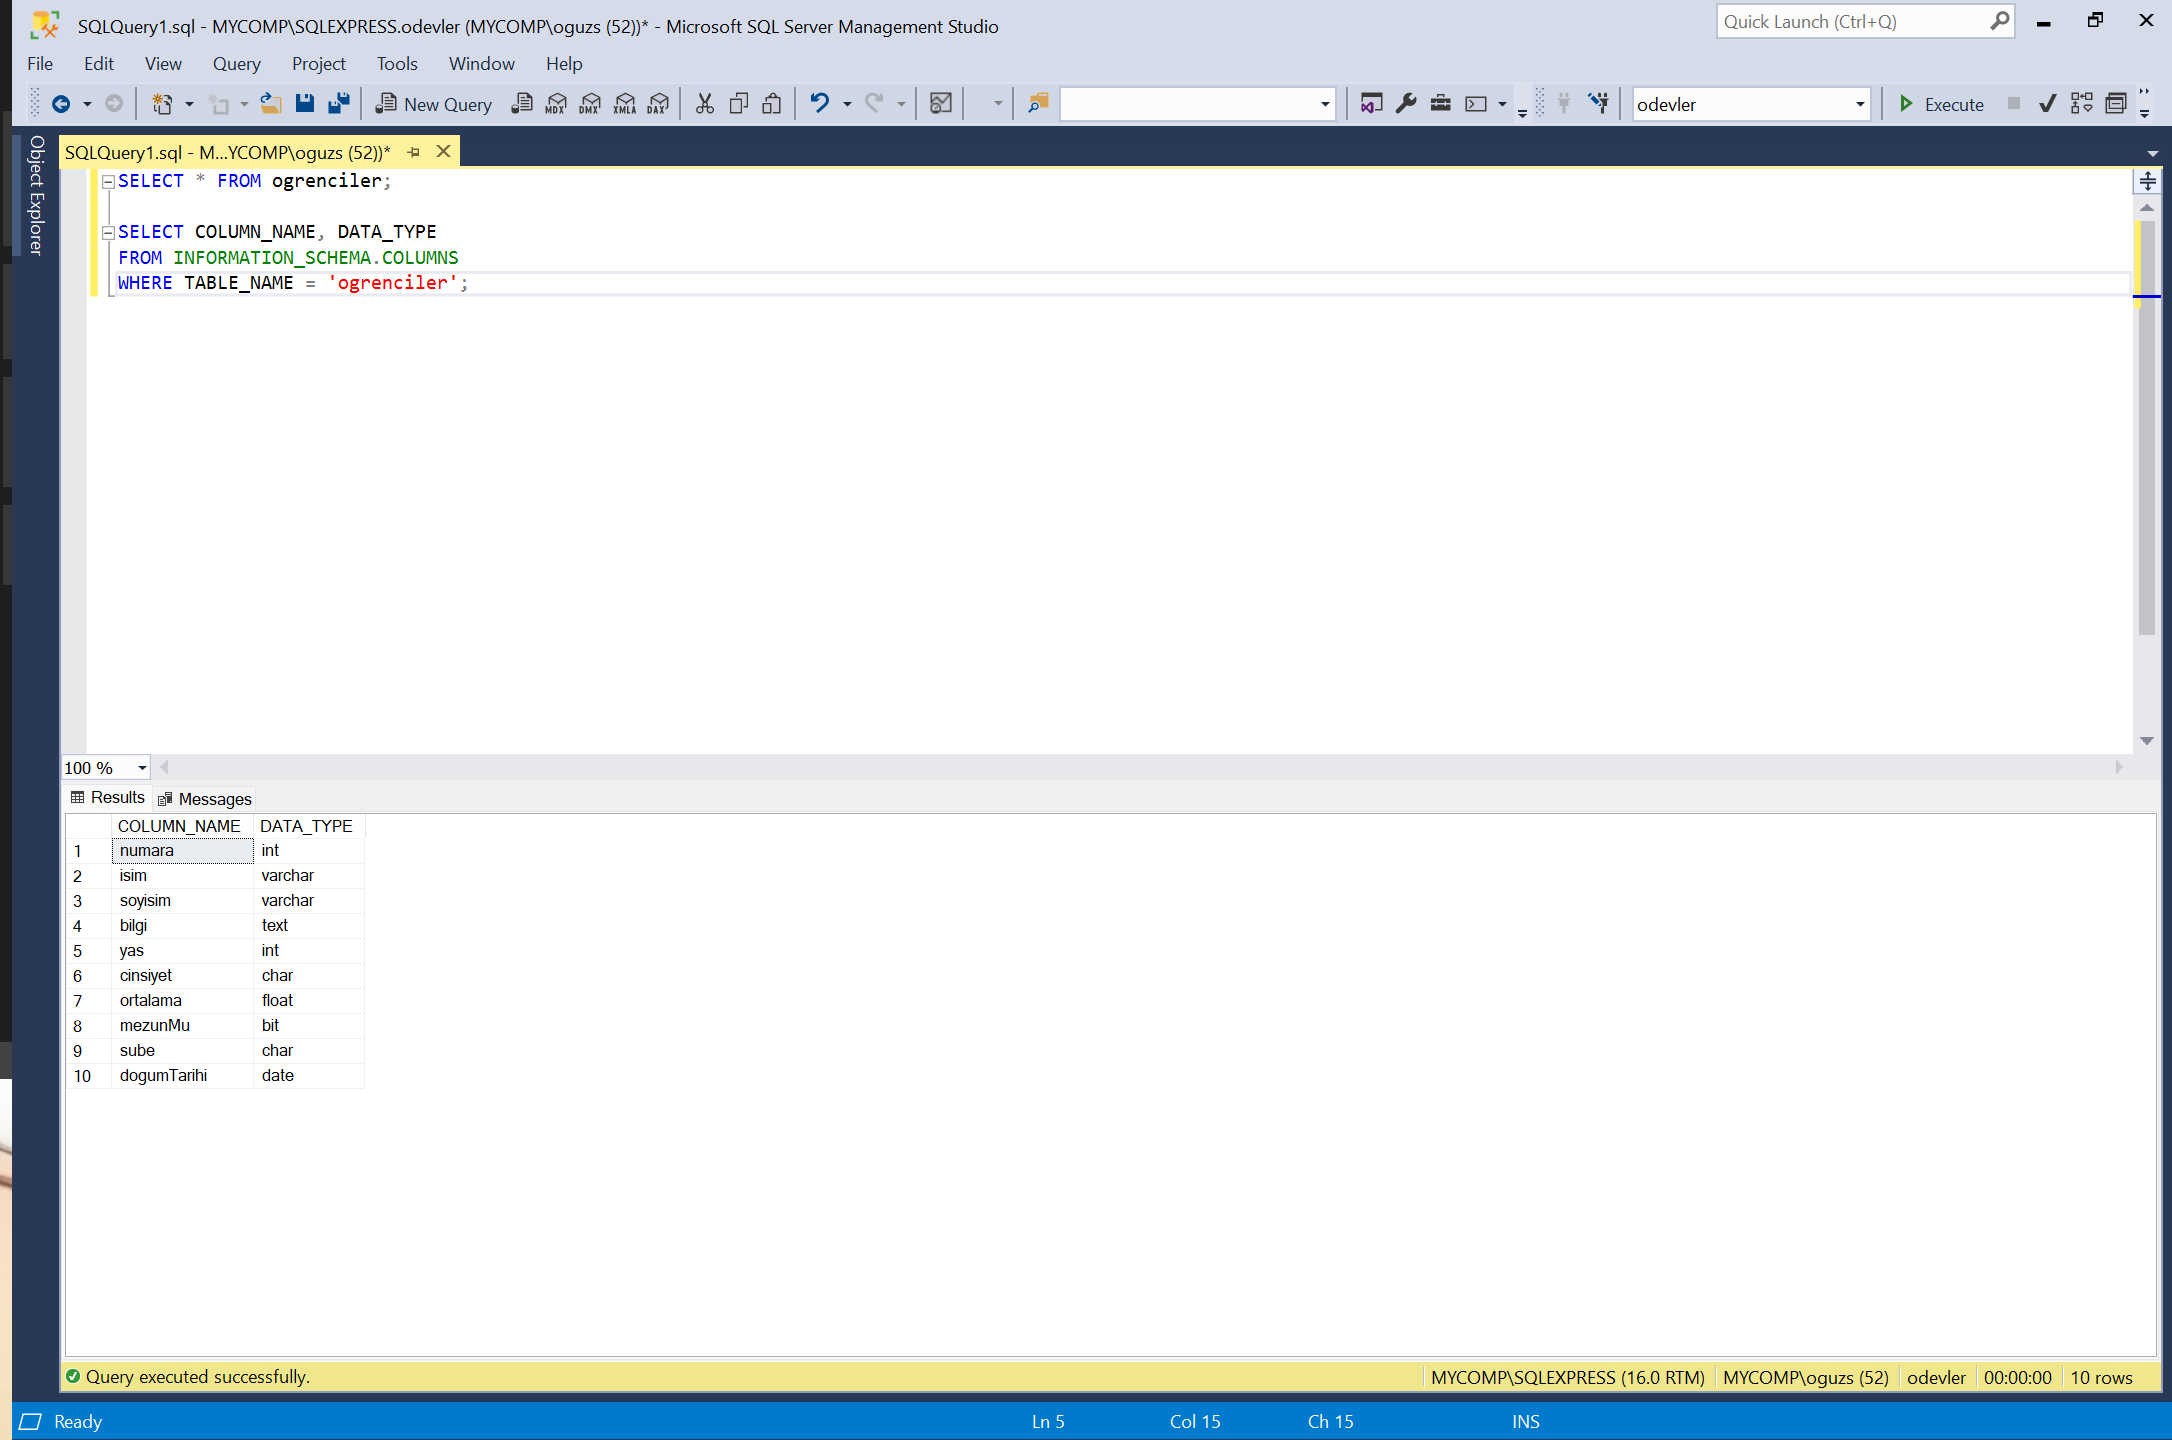 SQLQuery1.sql - MYCOMP\SQLEXPRESS.odevler (MYCOMP\oguzs (52))* - Microsoft SQL Server Management Studio
Quick Launch (Ctrl+Q)
File Edit View Query Project Tools Window Help
New Query MDX DMX XMLA DAX odevler Execute
Object Explorer
SQLQuery1.sql - M...YCOMP\oguzs (52))*
SELECT * FROM ogrenciler;
SELECT COLUMN_NAME, DATA_TYPE
FROM INFORMATION_SCHEMA.COLUMNS
WHERE TABLE_NAME = 'ogrenciler';
100 %
Results Messages
COLUMN_NAME DATA_TYPE
1 numara int
2 isim varchar
3 soyisim varchar
4 bilgi text
5 yas int
6 cinsiyet char
7 ortalama float
8 mezunMu bit
9 sube char
10 dogumTarihi date
Query executed successfully. MYCOMP\SQLEXPRESS (16.0 RTM) MYCOMP\oguzs (52) odevler 00:00:00 10 rows
Ready Ln 5 Col 15 Ch 15 INS